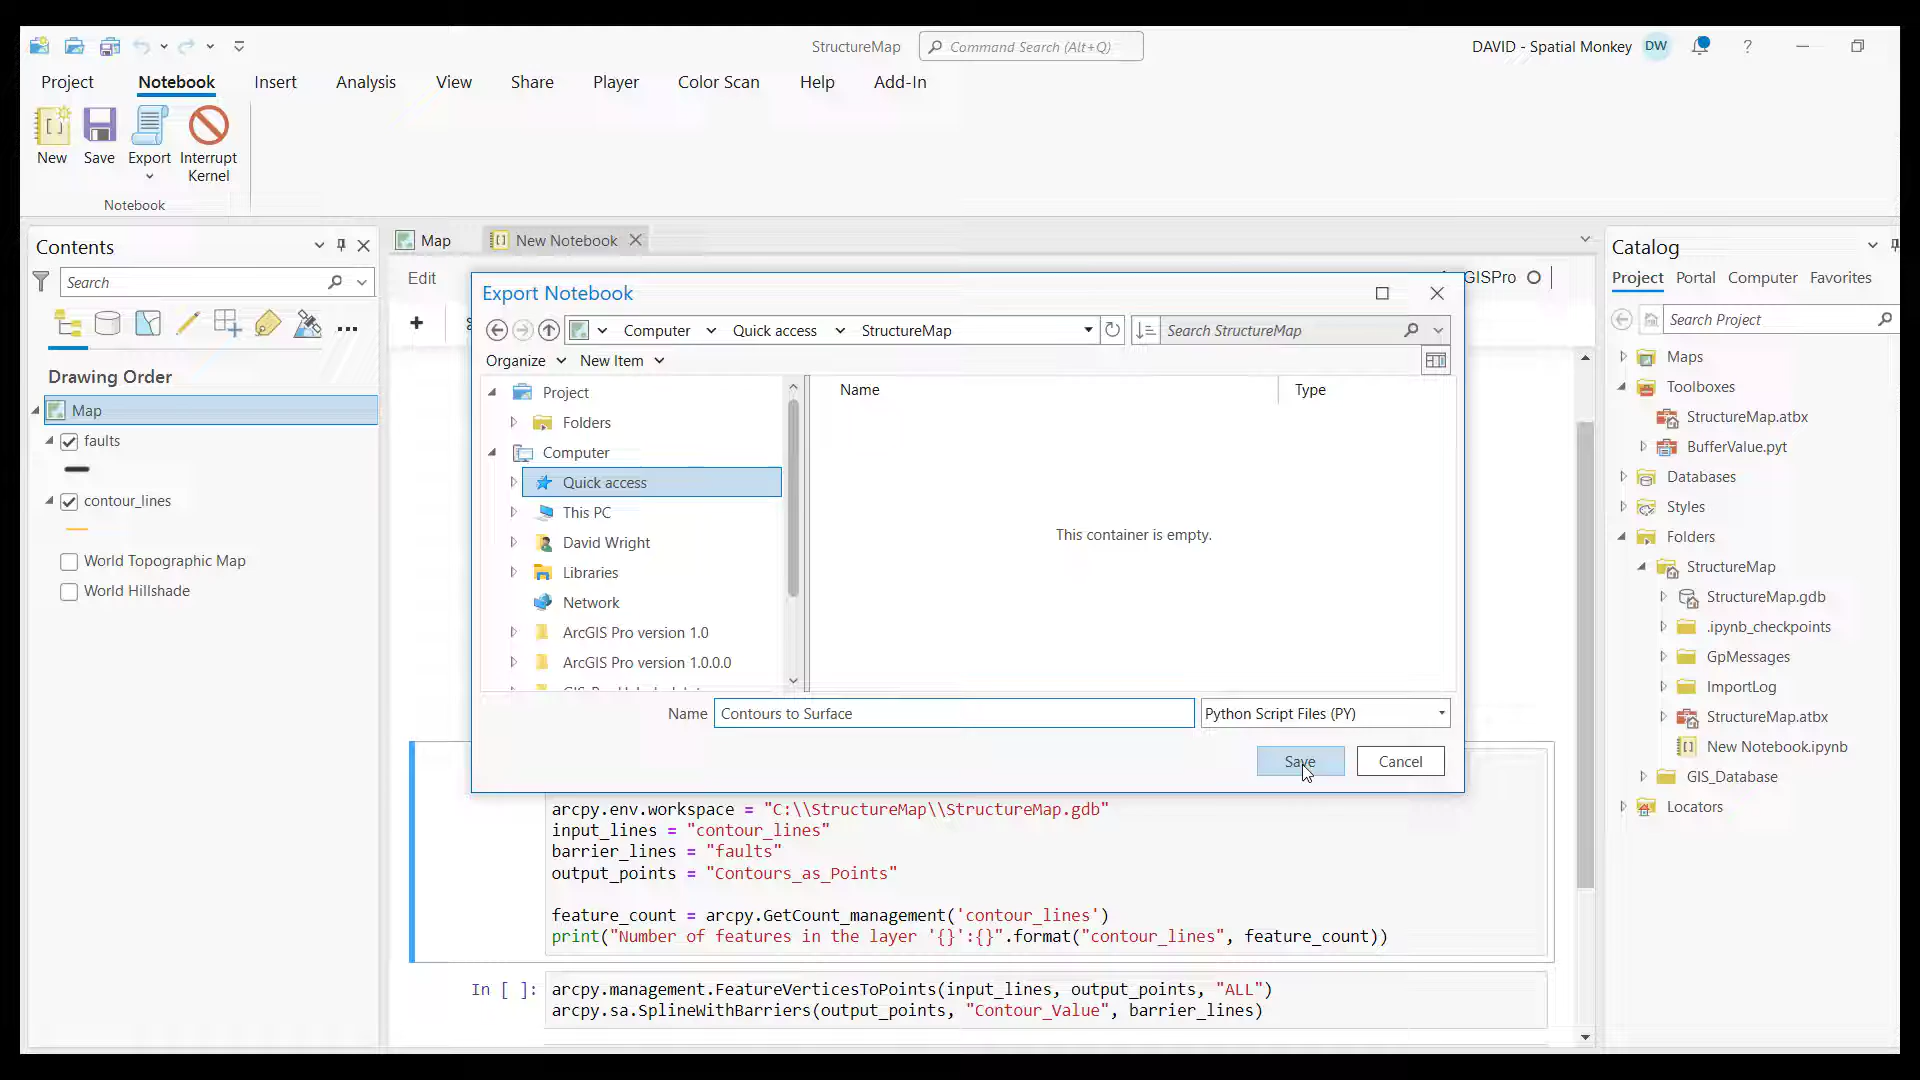 StructureMap
Command Search (Alt+Q)
DAVID - Spatial Monkey
DW
?
Project
Notebook
Insert
Analysis
View
Share
Player
Color Scan
Help
Add-In
New
Save
Export
Interrupt
Kernel
Notebook
Contents
Search
Drawing Order
Map
faults
contour_lines
World Topographic Map
World Hillshade
Map
New Notebook
Edit
GISPro
Export Notebook
Computer
Quick access
StructureMap
Search StructureMap
Organize
New Item
Project
Folders
Computer
Quick access
This PC
David Wright
Libraries
Network
ArcGIS Pro version 1.0
ArcGIS Pro version 1.0.0.0
Name
Type
This container is empty.
Name
Contours to Surface
Python Script Files (PY)
Save
Cancel
arcpy.env.workspace = "C:\\StructureMap\\StructureMap.gdb"
input_lines = "contour_lines"
barrier_lines = "faults"
output_points = "Contours_as_Points"
feature_count = arcpy.GetCount_management('contour_lines')
print("Number of features in the layer '{}':{}".format("contour_lines", feature_count))
In [ ]:
arcpy.management.FeatureVerticesToPoints(input_lines, output_points, "ALL")
arcpy.sa.SplineWithBarriers(output_points, "Contour_Value", barrier_lines)
Catalog
Project
Portal
Computer
Favorites
Search Project
Maps
Toolboxes
StructureMap.atbx
BufferValue.pyt
Databases
Styles
Folders
StructureMap
StructureMap.gdb
.ipynb_checkpoints
GpMessages
ImportLog
StructureMap.atbx
New Notebook.ipynb
GIS_Database
Locators